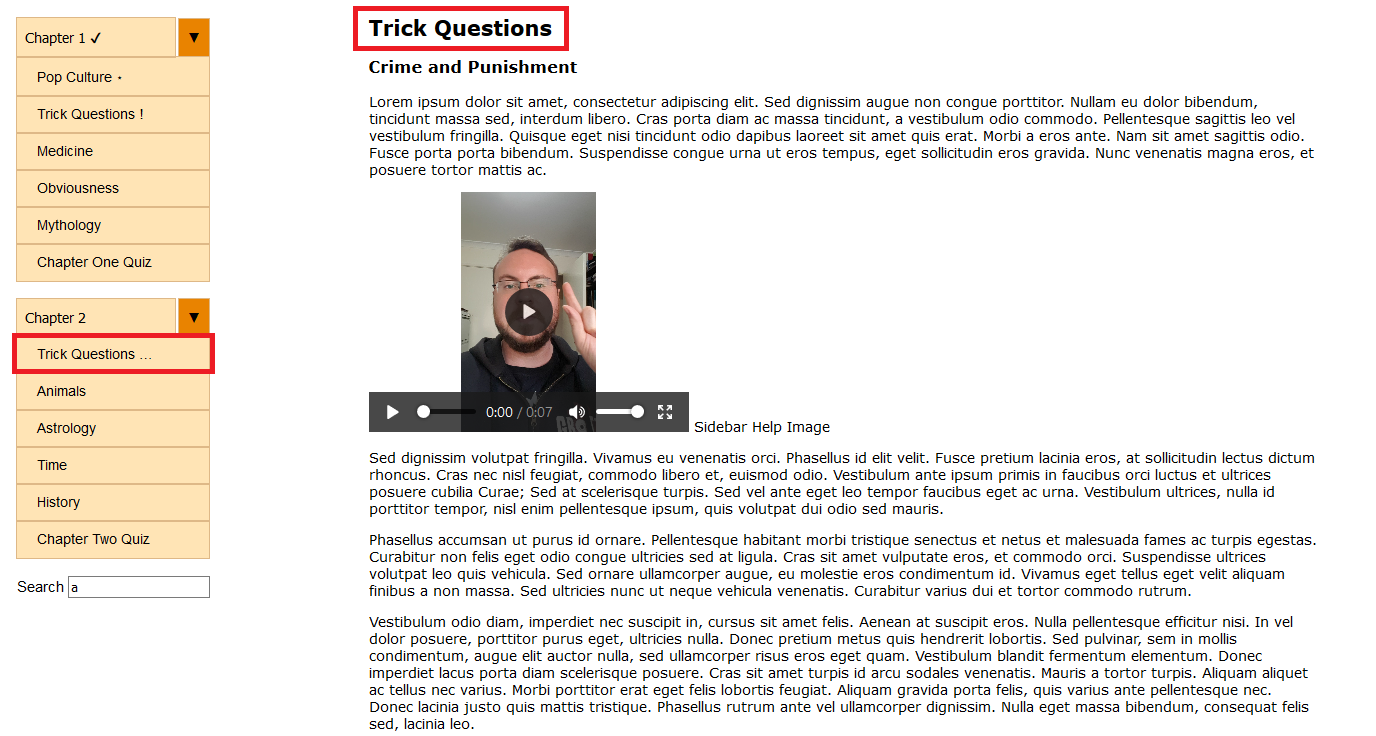 Chapter 1 ✓ ▼
Pop Culture ⋆
Trick Questions !
Medicine
Obviousness
Mythology
Chapter One Quiz
Chapter 2 ▼
Trick Questions …
Animals
Astrology
Time
History
Chapter Two Quiz
Search a
Trick Questions
Crime and Punishment
Lorem ipsum dolor sit amet, consectetur adipiscing elit. Sed dignissim augue non congue porttitor. Nullam eu dolor bibendum,
tincidunt massa sed, interdum libero. Cras porta diam ac massa tincidunt, a vestibulum odio commodo. Pellentesque sagittis leo vel
vestibulum fringilla. Quisque eget nisi tincidunt odio dapibus laoreet sit amet quis erat. Morbi a eros ante. Nam sit amet sagittis odio.
Fusce porta porta bibendum. Suspendisse congue urna ut eros tempus, eget sollicitudin eros gravida. Nunc venenatis magna eros, et
posuere tortor mattis ac.
0:00 / 0:07
Sidebar Help Image
Sed dignissim volutpat fringilla. Vivamus eu venenatis orci. Phasellus id elit velit. Fusce pretium lacinia eros, at sollicitudin lectus dictum
rhoncus. Cras nec nisl feugiat, commodo libero et, euismod odio. Vestibulum ante ipsum primis in faucibus orci luctus et ultrices
posuere cubilia Curae; Sed at scelerisque turpis. Sed vel ante eget leo tempor faucibus eget ac urna. Vestibulum ultrices, nulla id
porttitor tempor, nisl enim pellentesque ipsum, quis volutpat dui odio sed mauris.
Phasellus accumsan ut purus id ornare. Pellentesque habitant morbi tristique senectus et netus et malesuada fames ac turpis egestas.
Curabitur non felis eget odio congue ultricies sed at ligula. Cras sit amet vulputate eros, et commodo orci. Suspendisse ultrices
volutpat leo quis vehicula. Sed ornare ullamcorper augue, eu molestie eros condimentum id. Vivamus eget tellus eget velit aliquam
finibus a non massa. Sed ultricies nunc ut neque vehicula venenatis. Curabitur varius dui et tortor commodo rutrum.
Vestibulum odio diam, imperdiet nec suscipit in, cursus sit amet felis. Aenean at suscipit eros. Nulla pellentesque efficitur nisi. In vel
dolor posuere, porttitor purus eget, ultricies nulla. Donec pretium metus quis hendrerit lobortis. Sed pulvinar, sem in mollis
condimentum, augue elit auctor nulla, sed ullamcorper risus eros eget quam. Vestibulum blandit fermentum elementum. Donec
imperdiet lacus porta diam scelerisque posuere. Cras sit amet turpis id arcu sodales venenatis. Mauris a tortor turpis. Aliquam aliquet
ac tellus nec varius. Morbi porttitor erat eget felis lobortis feugiat. Aliquam gravida porta felis, quis varius ante pellentesque nec.
Donec lacinia justo quis mattis tristique. Phasellus rutrum ante vel ullamcorper dignissim. Nulla eget massa bibendum, consequat felis
sed, lacinia leo.